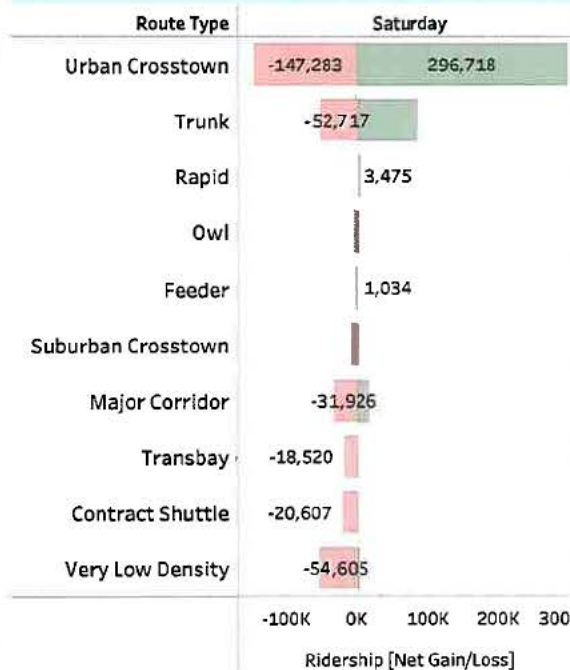 Route Type Saturday
Urban Crosstown -147,283 296,718
Trunk -52,717
Rapid 3,475
Owl
Feeder 1,034
Suburban Crosstown
Major Corridor -31,926
Transbay -18,520
Contract Shuttle -20,607
Very Low Density -54,605
-100K 0K 100K 200K 300
Ridership [Net Gain/Loss]